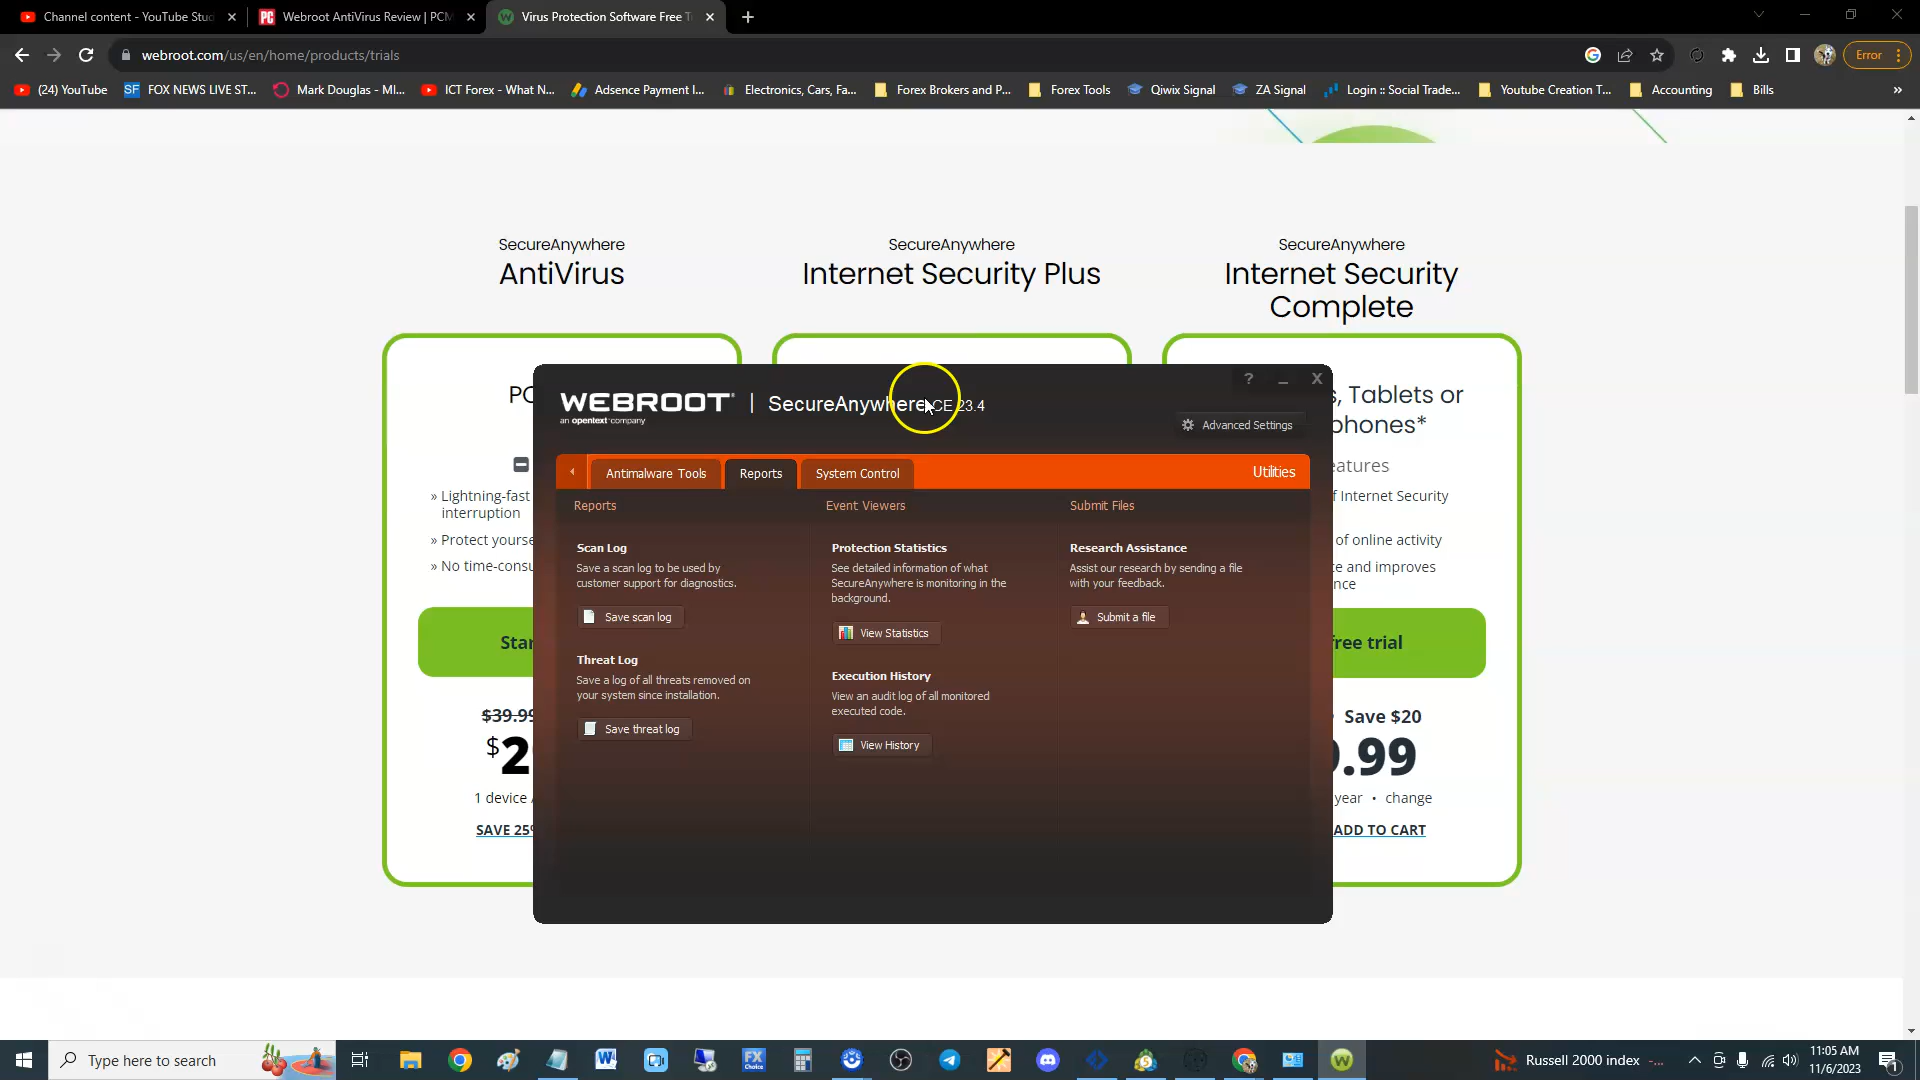 Channel content - YouTube Stu
Webroot AntiVirus Review | PCM
Virus Protection Software Free T
webroot.com/us/en/home/products/trials
Error
(24) YouTube
FOX NEWS LIVE ST...
Mark Douglas - MI...
ICT Forex - What N...
Adsence Payment I...
Electronics, Cars, Fa...
Forex Brokers and P...
Forex Tools
Qiwix Signal
ZA Signal
Login :: Social Trade...
Youtube Creation T...
Accounting
Bills
»
SecureAnywhere
AntiVirus
SecureAnywhere
Internet Security Plus
SecureAnywhere
Internet Security
Complete
PC
s, Tablets or
phones*
eatures
» Lightning-fast
interruption
» Protect yourse
» No time-consu
f Internet Security
of online activity
ce and improves
nce
Star
free trial
$39.99
$2
Save $20
9.99
1 device
year • change
SAVE 25%
ADD TO CART
WEBROOT | SecureAnywhere CE 23.4
an opentext company
? _ X
Advanced Settings
Antimalware Tools
Reports
System Control
Utilities
Reports
Event Viewers
Submit Files
Scan Log
Save a scan log to be used by
customer support for diagnostics.
Save scan log
Threat Log
Save a log of all threats removed on
your system since installation.
Save threat log
Protection Statistics
See detailed information of what
SecureAnywhere is monitoring in the
background.
View Statistics
Execution History
View an audit log of all monitored
executed code.
View History
Research Assistance
Assist our research by sending a file
with your feedback.
Submit a file
Type here to search
FX
Choice
Russell 2000 index -...
11:05 AM
11/6/2023
1